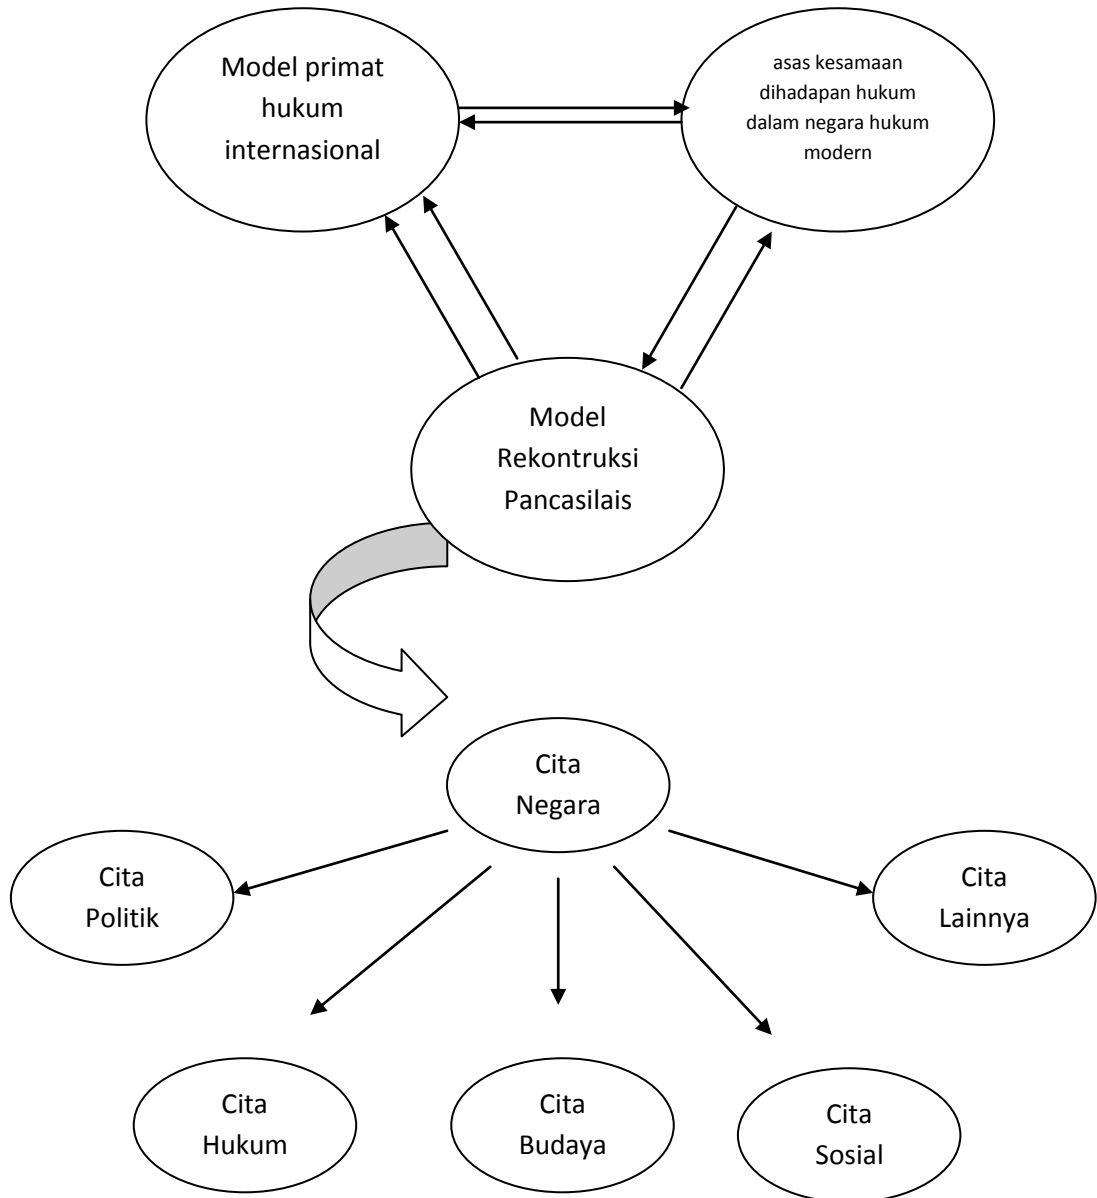 Model primat
hukum
internasional
asas kesamaan
dihadapan hukum
dalam negara hukum
modern
Model
Rekontruksi
Pancasilais
Cita
Negara
Cita
Politik
Cita
Lainnya
Cita
Hukum
Cita
Budaya
Cita
Sosial